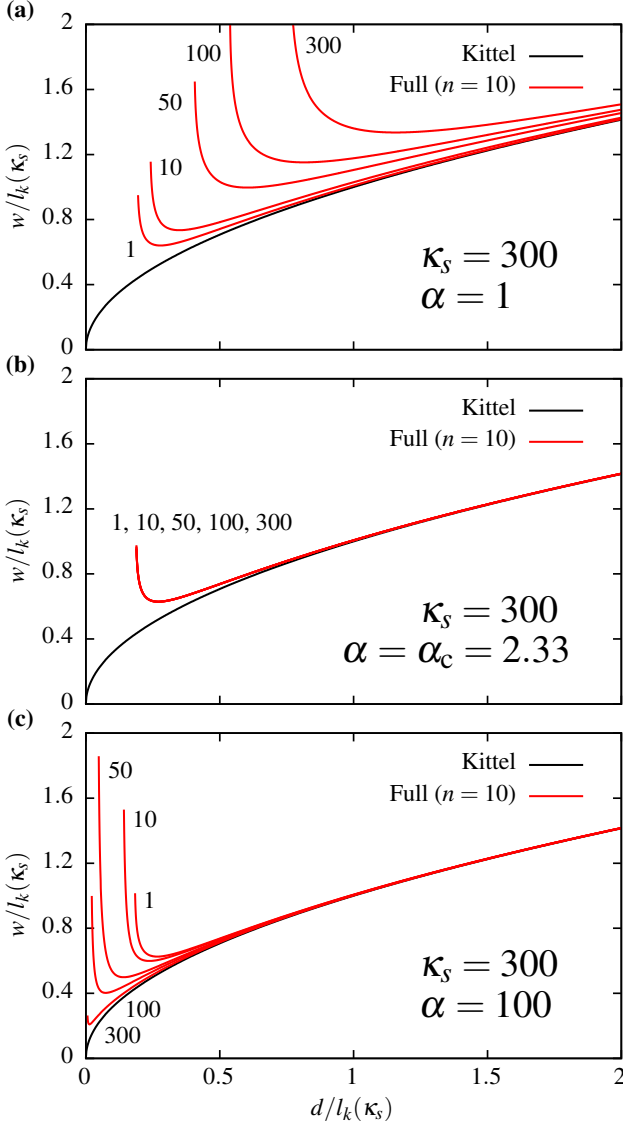 (a)
2
1.6
1.2
0.8
0.4
0
w/l_k(κ_s)
300
100
50
10
1
Kittel
Full (n = 10)
κ_s = 300
α = 1
(b)
2
1.6
1.2
0.8
0.4
0
w/l_k(κ_s)
Kittel
Full (n = 10)
1, 10, 50, 100, 300
κ_s = 300
α = α_c = 2.33
(c)
2
1.6
1.2
0.8
0.4
0
w/l_k(κ_s)
50
10
1
100
300
Kittel
Full (n = 10)
κ_s = 300
α = 100
0 0.5 1 1.5 2
d/l_k(κ_s)